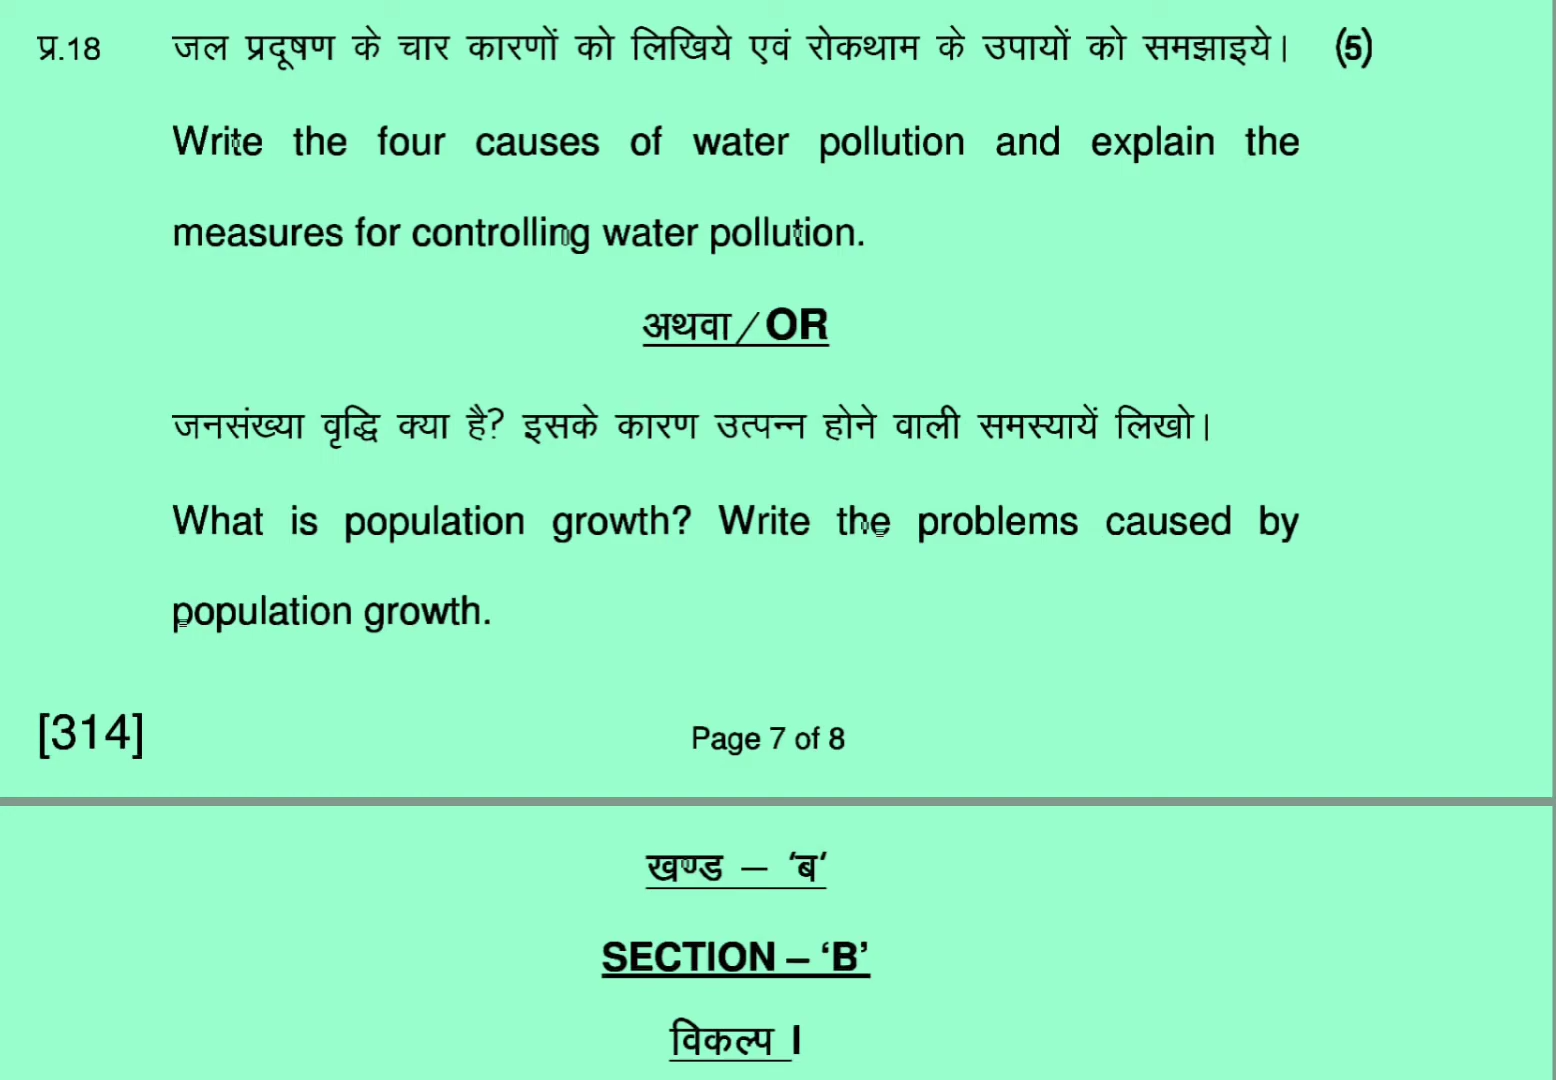 प्र.18 जल प्रदूषण के चार कारणों को लिखिये एवं रोकथाम के उपायों को समझाइये। (5)
Write the four causes of water pollution and explain the
measures for controlling water pollution.
अथवा/OR
जनसंख्या वृद्धि क्या है? इसके कारण उत्पन्न होने वाली समस्यायें लिखो।
What is population growth? Write the problems caused by
population growth.
[314] Page 7 of 8
खण्ड – ‘ब’
SECTION – ‘B’
विकल्प I